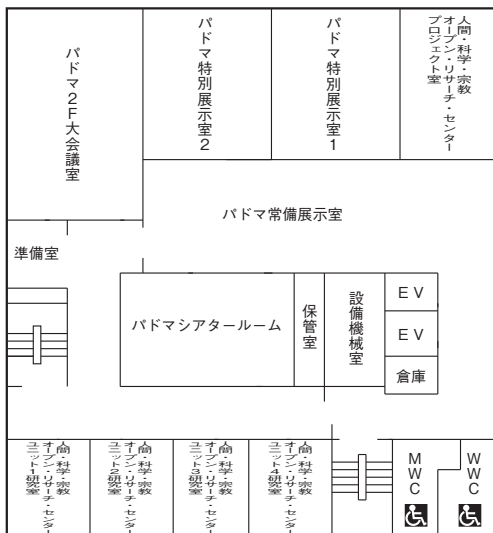 パドマ2F大会議室
パドマ特別展示室2
パドマ特別展示室1
人間・科学・宗教
オープン・リサーチ・センター
プロジェクト室
パドマ常備展示室
準備室
パドマシアタールーム
保管室
設備機械室
EV
EV
倉庫
人間・科学・宗教
オープン・リサーチ・センター
ユニット1研究室
人間・科学・宗教
オープン・リサーチ・センター
ユニット2研究室
人間・科学・宗教
オープン・リサーチ・センター
ユニット3研究室
人間・科学・宗教
オープン・リサーチ・センター
ユニット4研究室
MWC
WWC